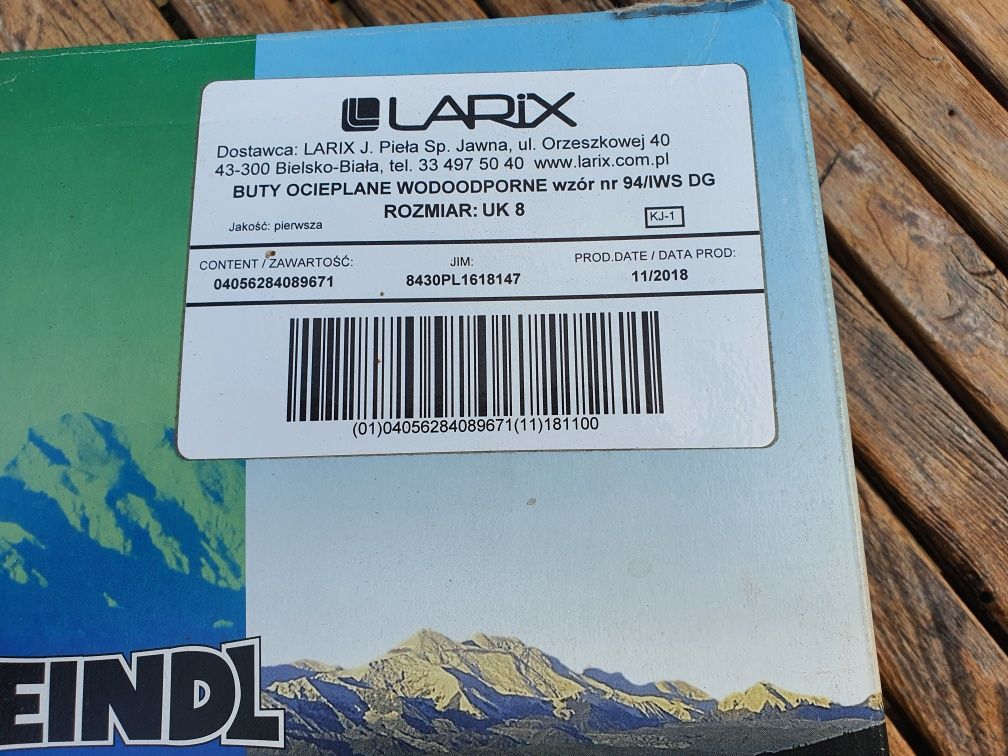 LARIX
Dostawca: LARIX J. Pieła Sp. Jawna, ul. Orzeszkowej 40
43-300 Bielsko-Biała, tel. 33 497 50 40 www.larix.com.pl
BUTY OCIEPLANE WODOODPORNE wzór nr 94/IWS DG
ROZMIAR: UK 8
Jakość: pierwsza
KJ-1
CONTENT / ZAWARTOŚĆ:
04056284089671
JIM:
8430PL1618147
PROD.DATE / DATA PROD:
11/2018
(01)04056284089671(11)181100
EINDL